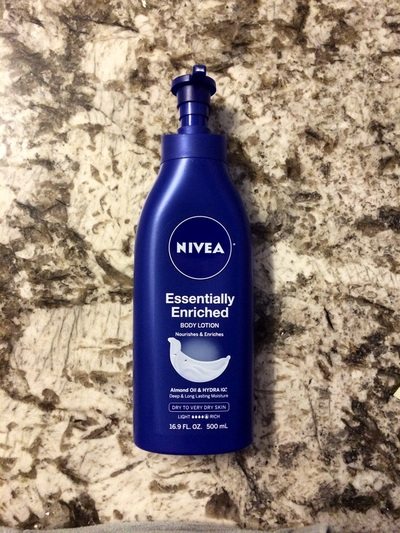 NIVEA
Essentially
Enriched
BODY LOTION
Nourishes & Enriches
Almond Oil & HYDRA IQ
Deep & Long Lasting Moisture
DRY TO VERY DRY SKIN
LIGHT RICH
16.9 FL. OZ. 500 mL